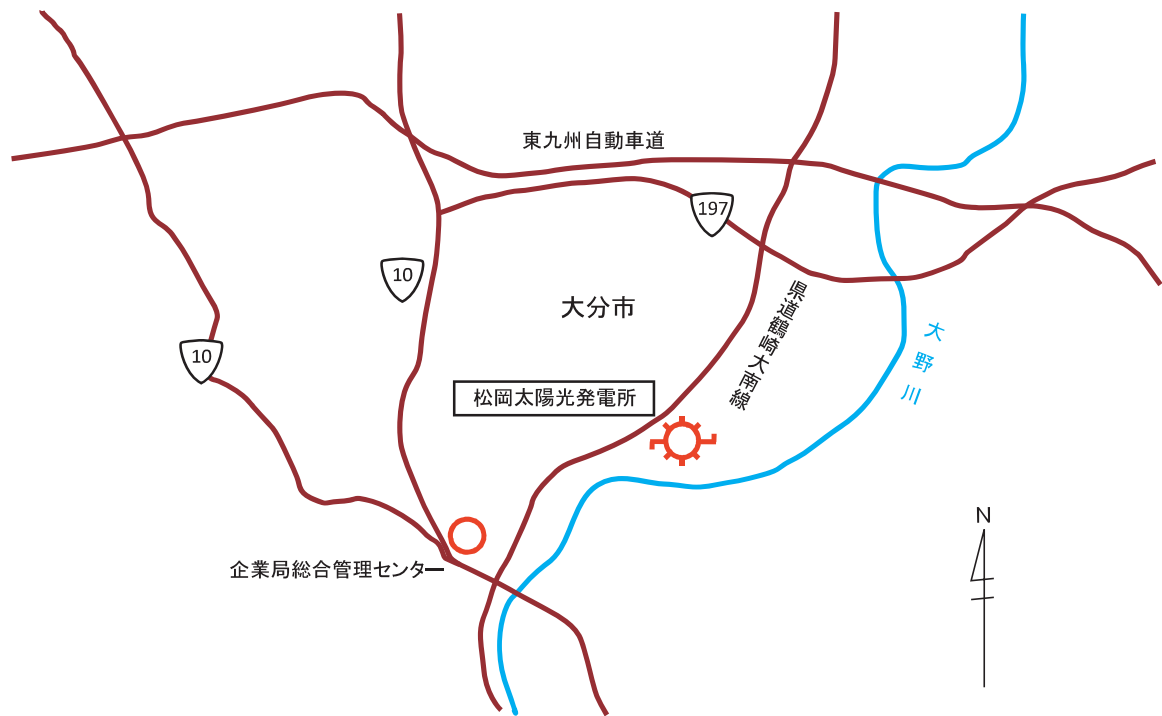 東九州自動車道
197
10
大分市
県道鶴崎大南線
大野川
10
松岡太陽光発電所
N
企業局総合管理センター